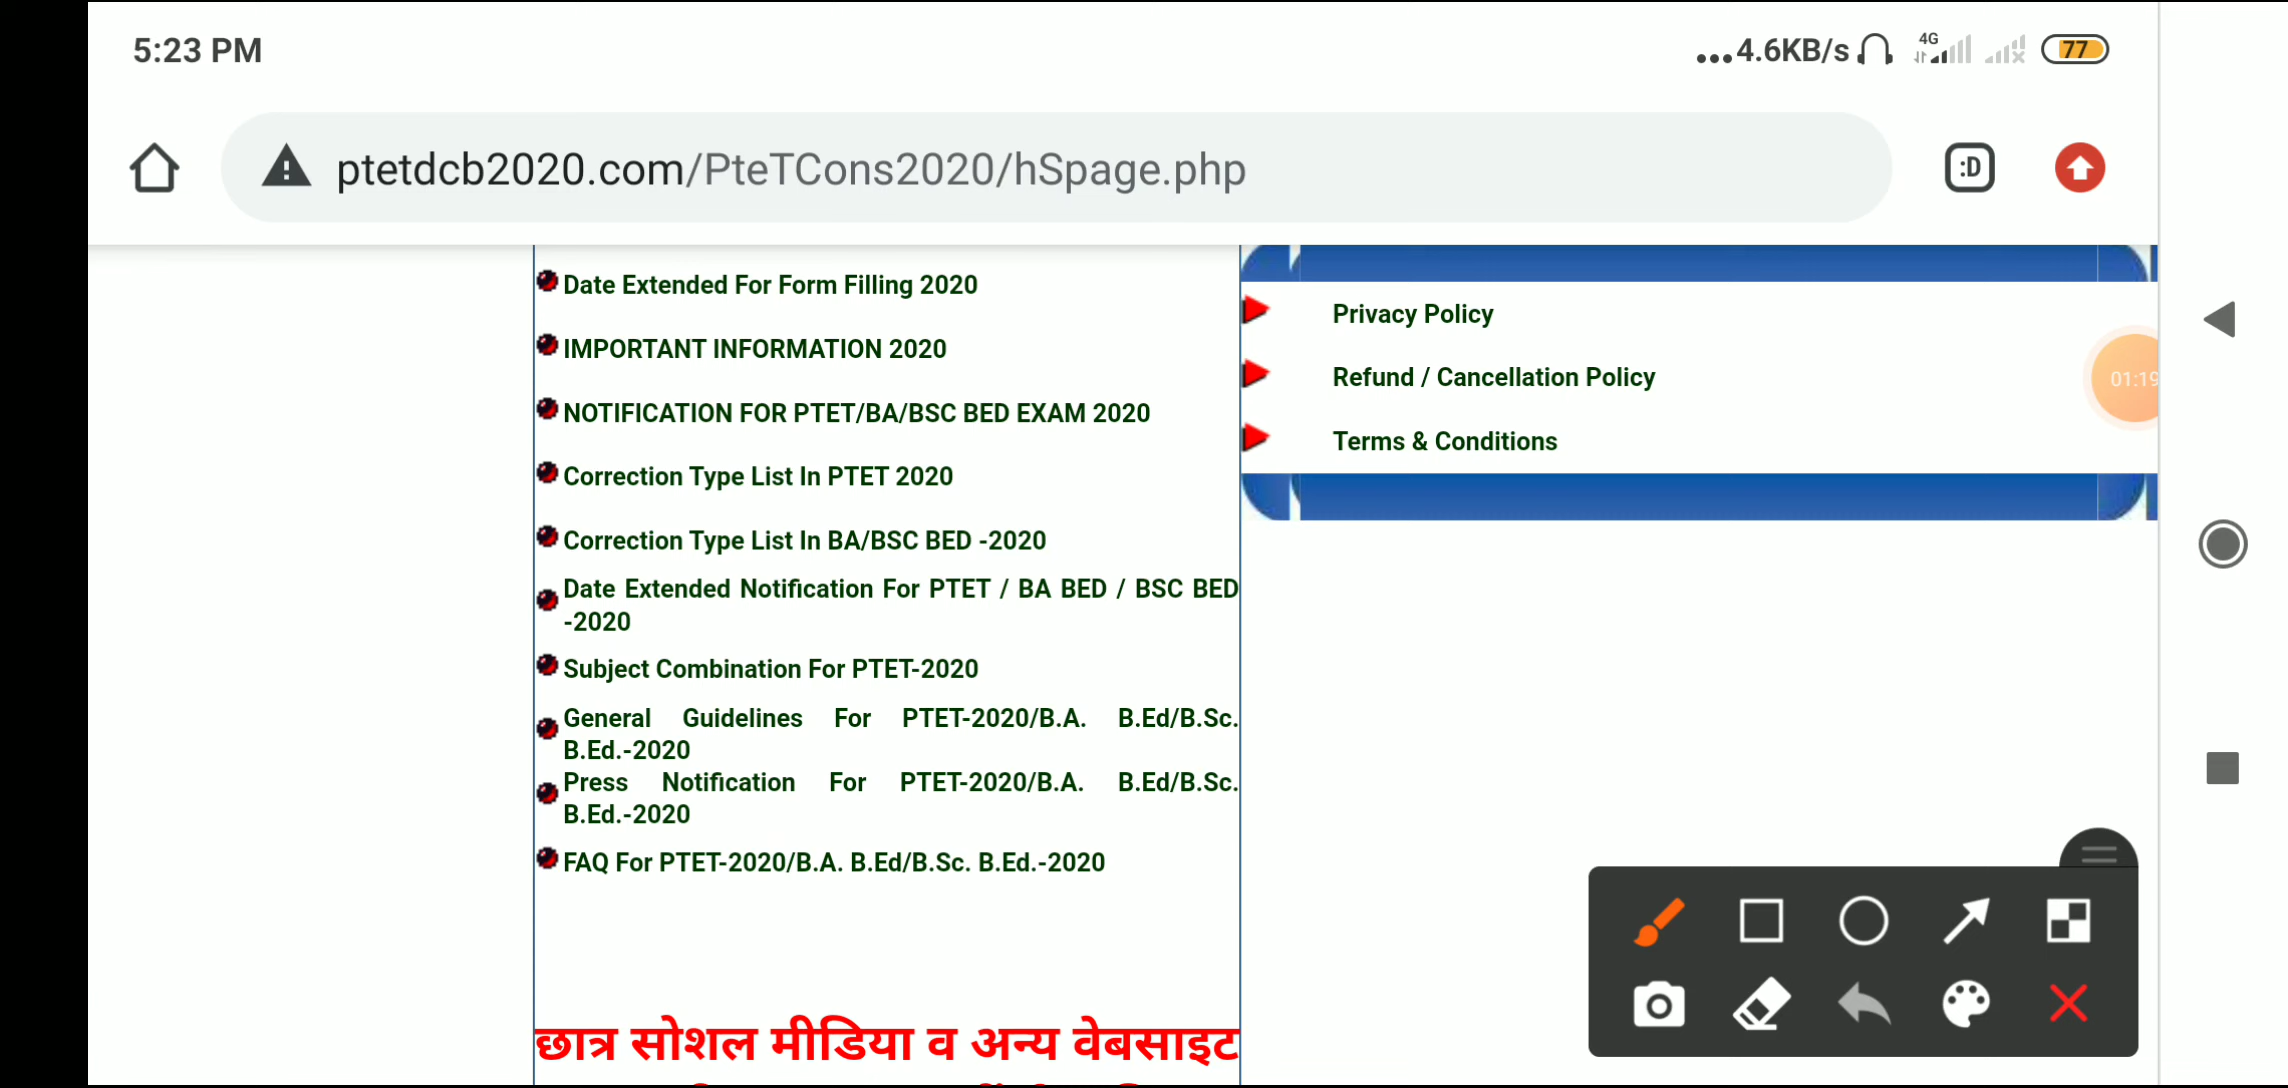 5:23 PM
...4.6KB/s 4G 77
ptetdcb2020.com/PteTCons2020/hSpage.php
:D
Date Extended For Form Filling 2020
IMPORTANT INFORMATION 2020
NOTIFICATION FOR PTET/BA/BSC BED EXAM 2020
Correction Type List In PTET 2020
Correction Type List In BA/BSC BED -2020
Date Extended Notification For PTET / BA BED / BSC BED
-2020
Subject Combination For PTET-2020
General Guidelines For PTET-2020/B.A. B.Ed/B.Sc.
B.Ed.-2020
Press Notification For PTET-2020/B.A. B.Ed/B.Sc.
B.Ed.-2020
FAQ For PTET-2020/B.A. B.Ed/B.Sc. B.Ed.-2020
छात्र सोशल मीडिया व अन्य वेबसाइट
Privacy Policy
Refund / Cancellation Policy
Terms & Conditions
01:19